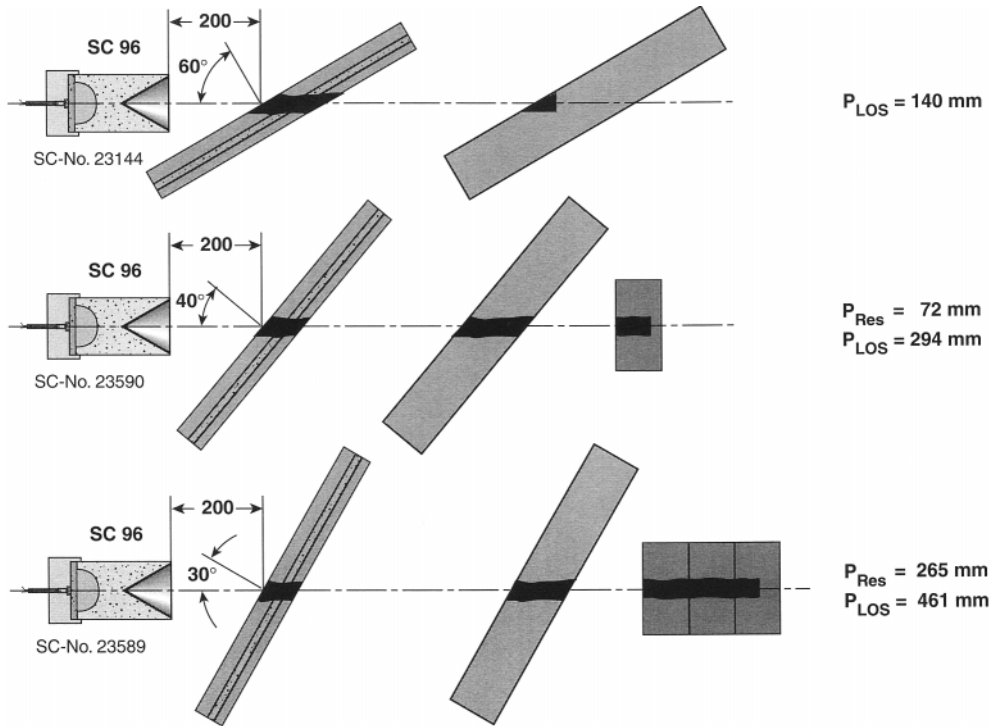 200
SC 96
60°
SC-No. 23144
P_LOS = 140 mm
200
SC 96
40°
SC-No. 23590
P_Res = 72 mm
P_LOS = 294 mm
200
SC 96
30°
SC-No. 23589
P_Res = 265 mm
P_LOS = 461 mm